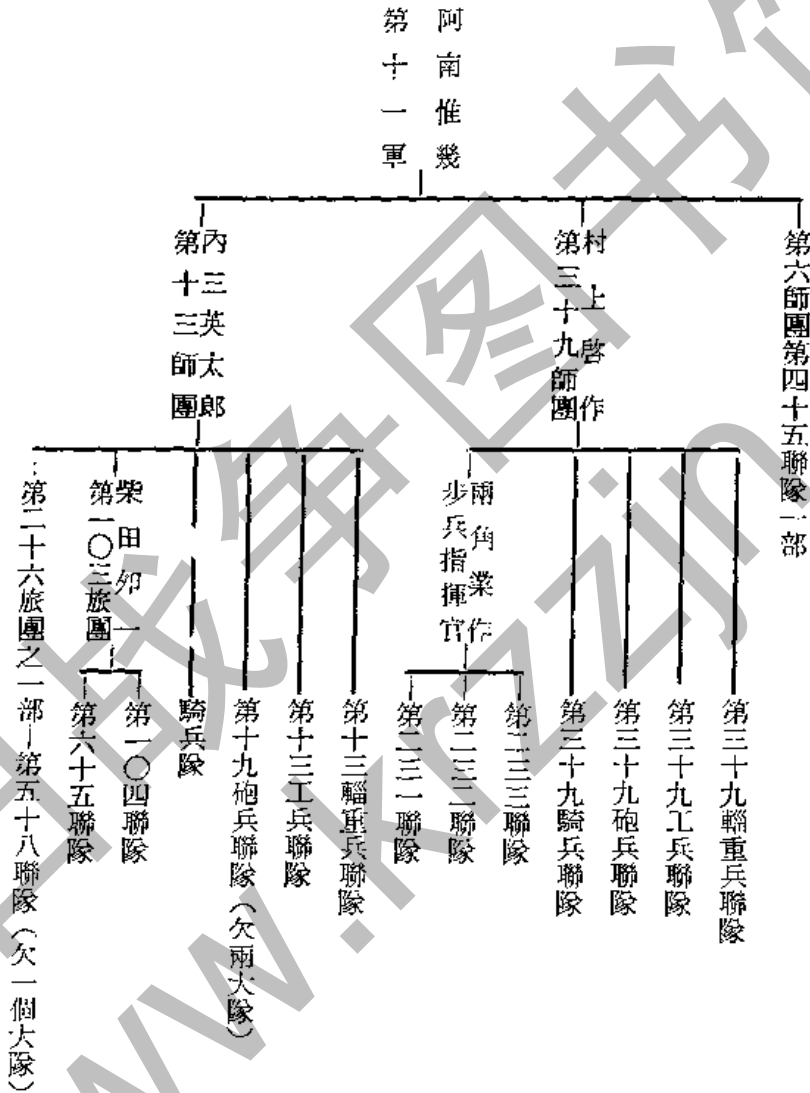 阿南惟幾
第十一軍
第六師團第四十五聯隊一部
村上啓作
第三十九師團
第三十九輜重兵聯隊
第三十九工兵聯隊
第三十九砲兵聯隊
第三十九騎兵聯隊
兩角業作
步兵指揮官
第二三三聯隊
第二三二聯隊
第二三一聯隊
內三英太郎
第十三師團
第十三輜重兵聯隊
第十三工兵聯隊
第十九砲兵聯隊（欠兩大隊）
騎兵隊
柴田夘一
第一〇三旅團
第一〇四聯隊
第六十五聯隊
第二十六旅團之一部—第五十八聯隊（欠一個大隊）
战争图书
www.krzzjn